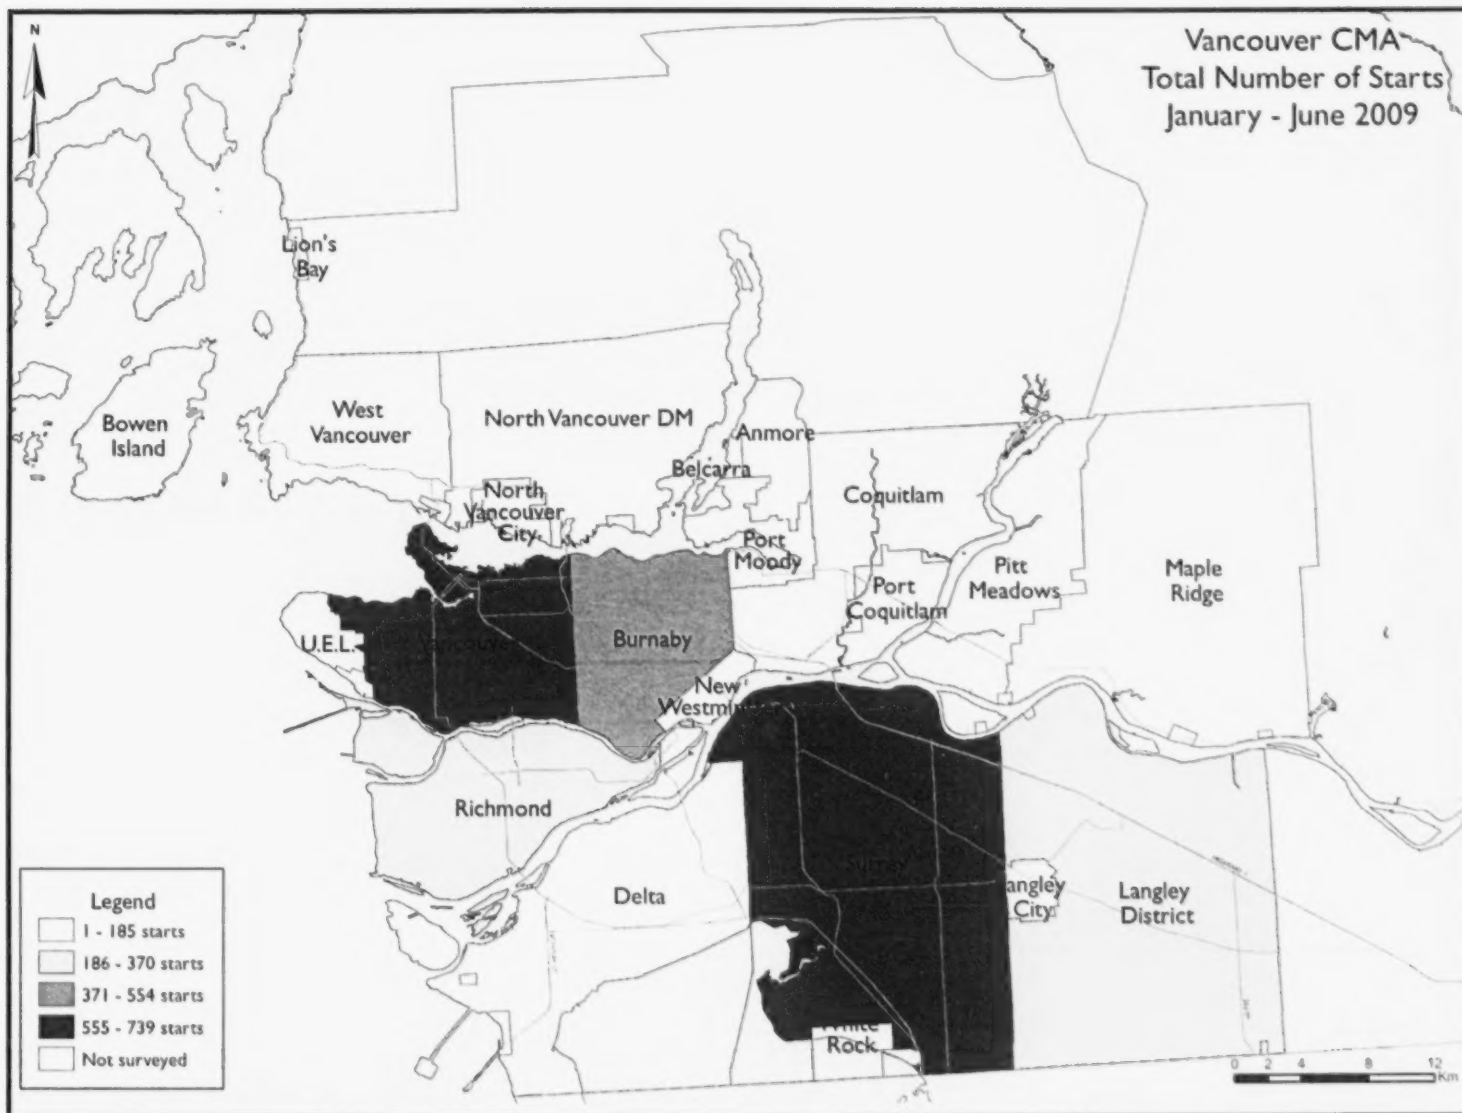 N
Vancouver CMA
Total Number of Starts
January - June 2009
Lion's
Bay
Bowen
Island
West
Vancouver
North Vancouver DM
Anmore
Belcarra
North
Vancouver
City
Coquitlam
Port
Moody
Port
Coquitlam
Pitt
Meadows
Maple
Ridge
U.E.L.
Vancouver
Burnaby
New
Westminster
Richmond
Surrey
Delta
Langley
City
Langley
District
White
Rock
Legend
1 - 185 starts
186 - 370 starts
371 - 554 starts
555 - 739 starts
Not surveyed
0 2 4 8 12
Km